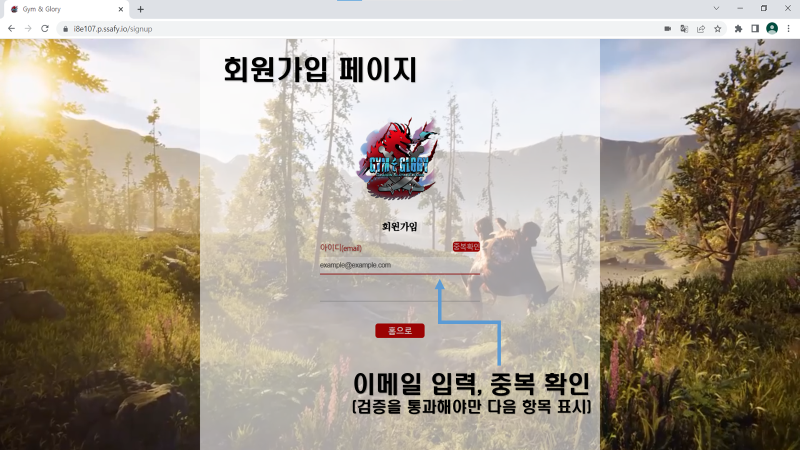 Gym & Glory
i8e107.p.ssafy.io/signup
회원가입 페이지
GYM & GLORY
회원가입
아이디(email)
중복확인
example@example.com
홈으로
이메일 입력, 중복 확인
(검증을 통과해야만 다음 항목 표시)